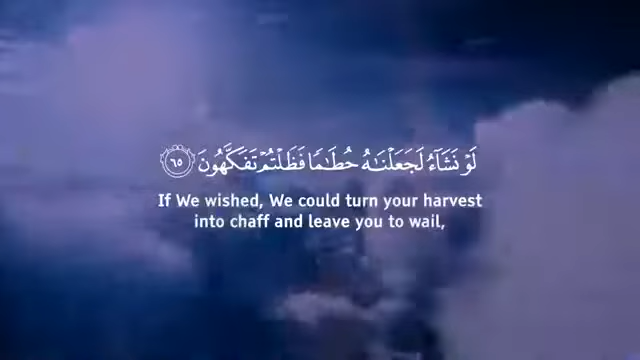 لَوْ نَشَآءُ لَجَعَلْنَـٰهُ حُطَـٰمًا فَظَلْتُمْ تَفَكَّهُونَ ٦٥
If We wished, We could turn your harvest
into chaff and leave you to wail,